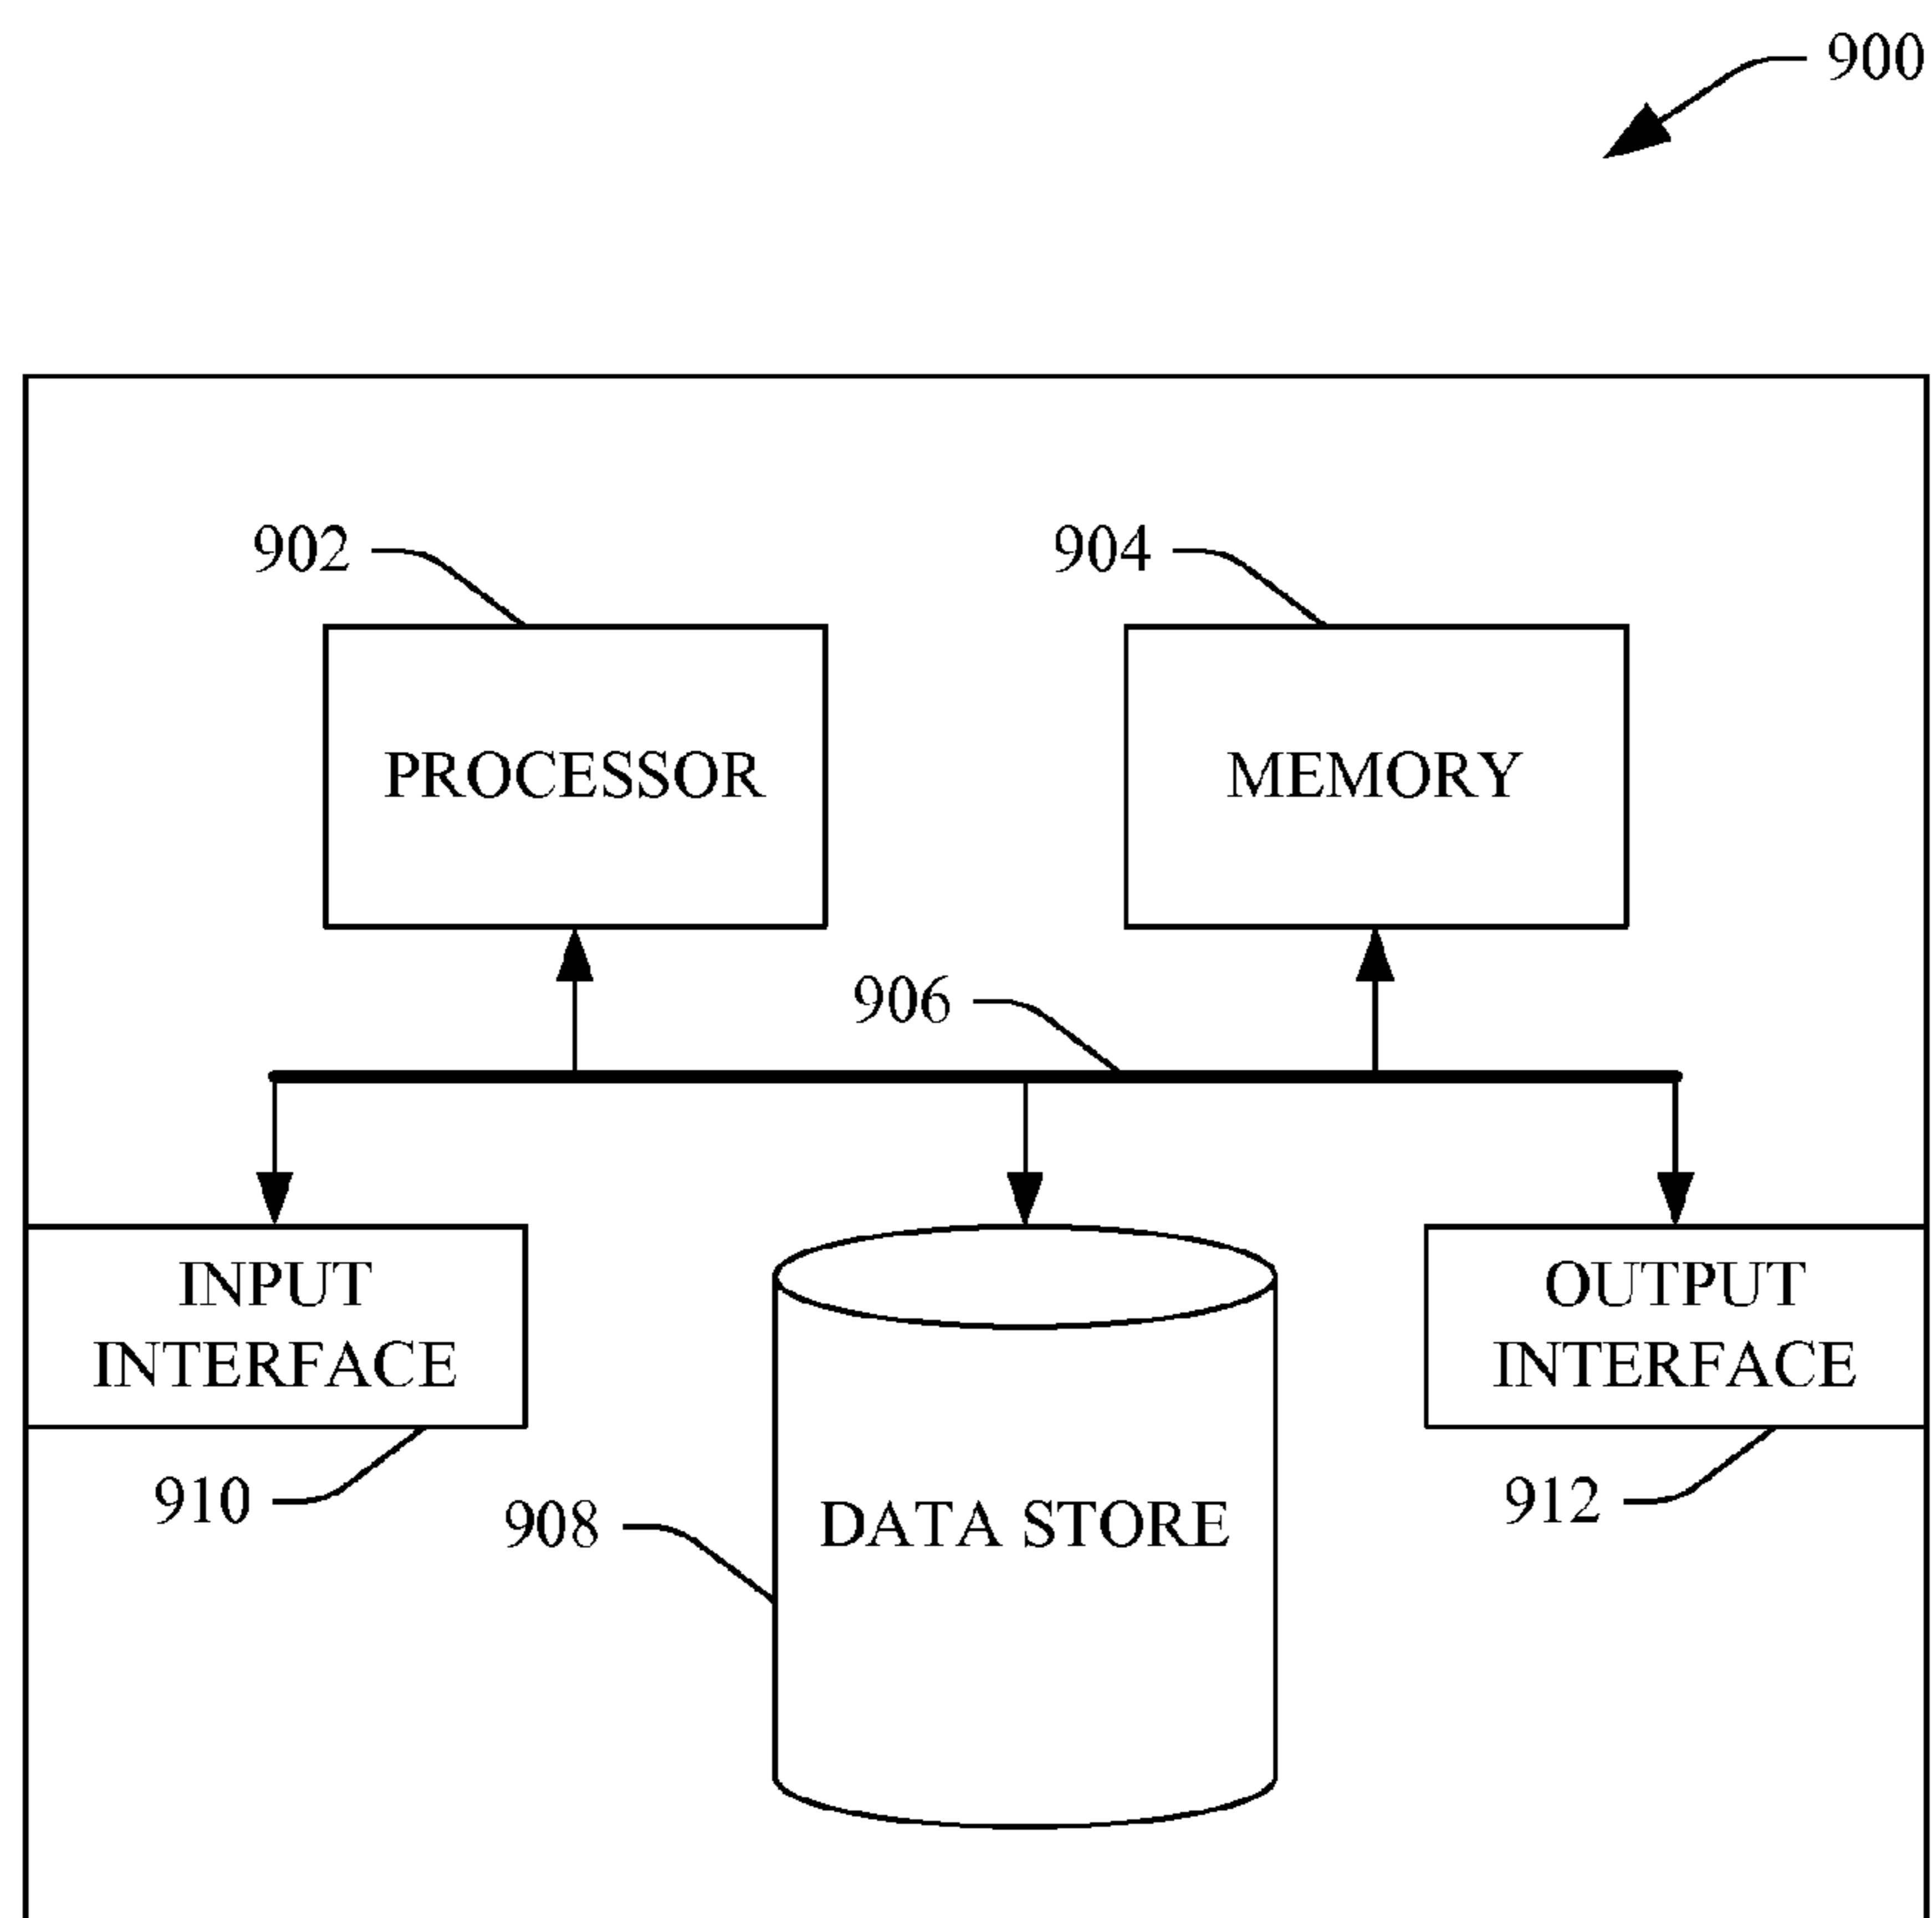 900
902
904
PROCESSOR
MEMORY
906
INPUT
INTERFACE
OUTPUT
INTERFACE
910
908
DATA STORE
912